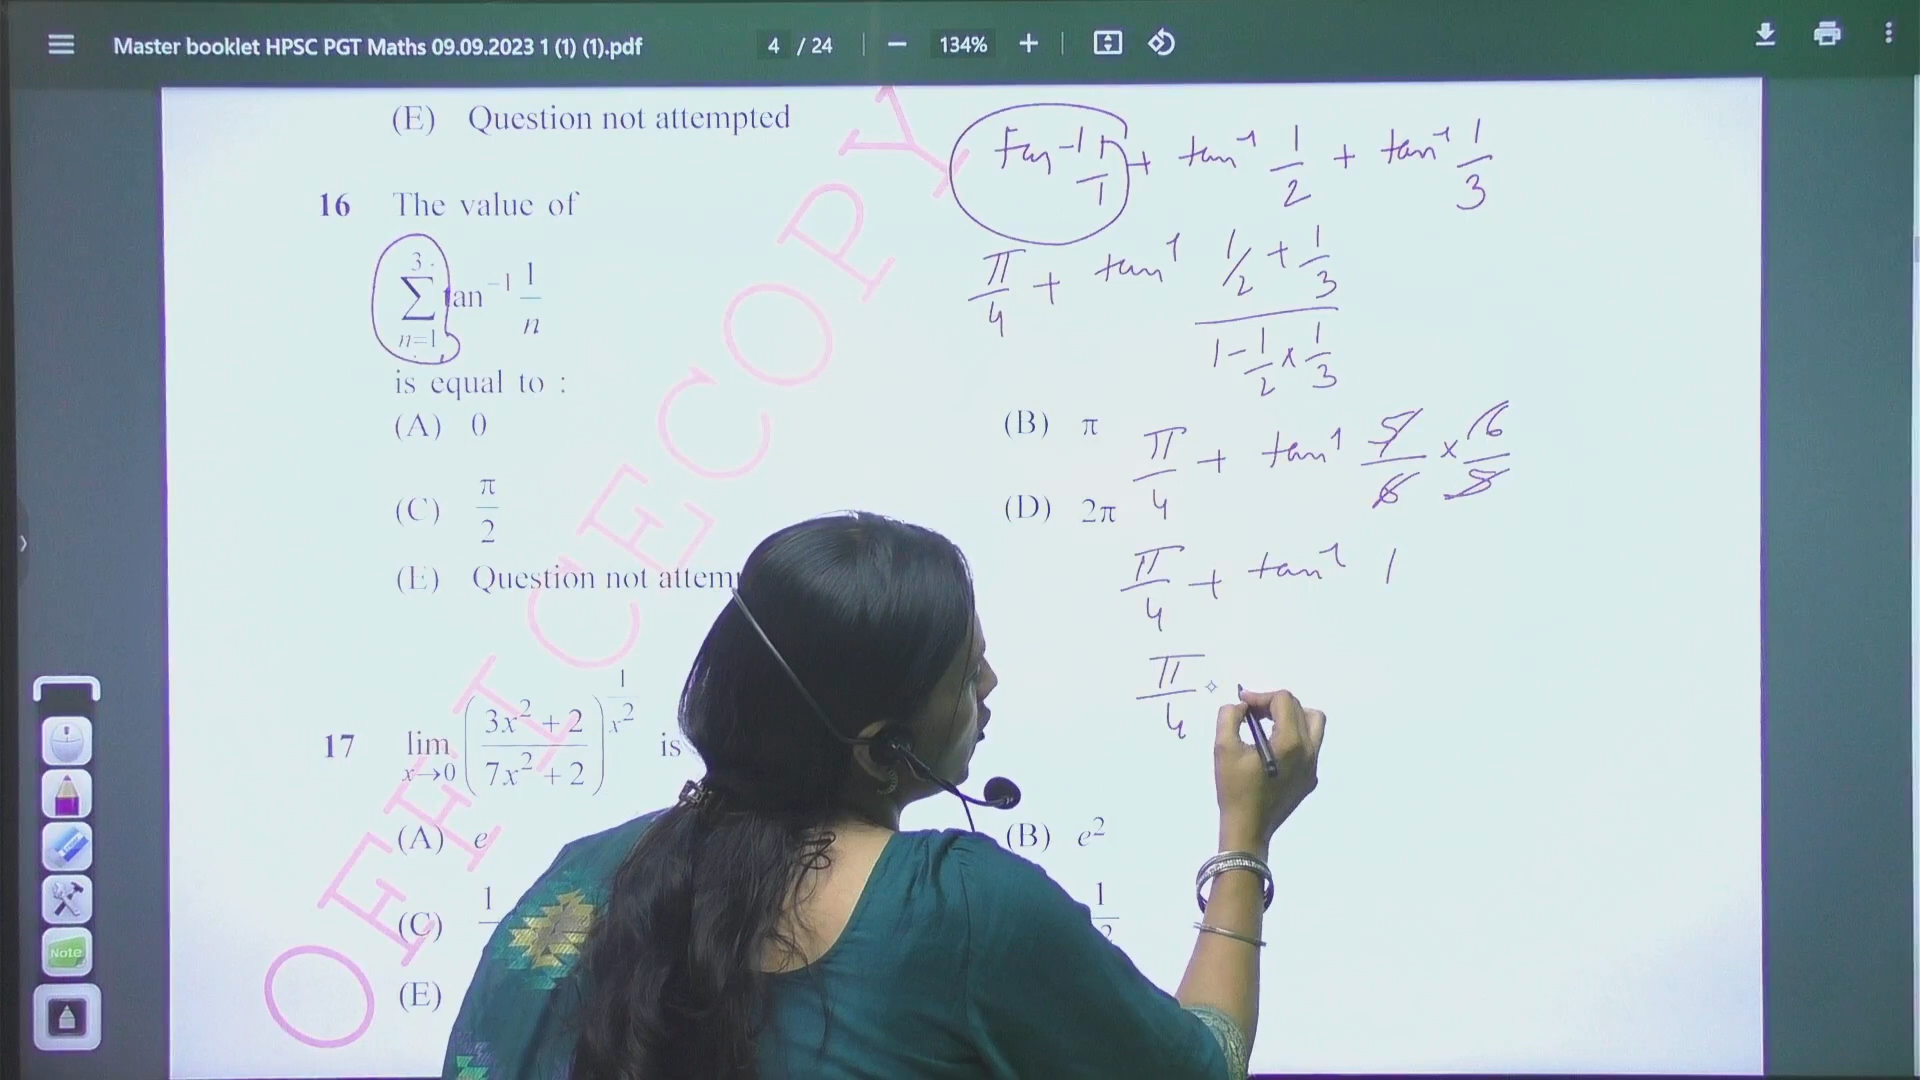 Master booklet HPSC PGT Maths 09.09.2023 1 (1) (1).pdf 4 / 24 134%
(E) Question not attempted
16 The value of
3
∑ tan⁻¹ 1/n
n=1
is equal to :
(A) 0
(B) π
(C) π/2
(D) 2π
(E) Question not attem
17 lim x→0 ((3x² + 2)/(7x² + 2))^(1/x²) is
(A) e
(B) e²
(C) 1
1
(E)
OFFICE COPY
tan⁻¹ 1/1 + tan⁻¹ 1/2 + tan⁻¹ 1/3
π/4 + tan⁻¹ (1/2 + 1/3)/(1 - 1/2 × 1/3)
π/4 + tan⁻¹ 5/6 × 6/5
π/4 + tan⁻¹ 1
π/4
Note